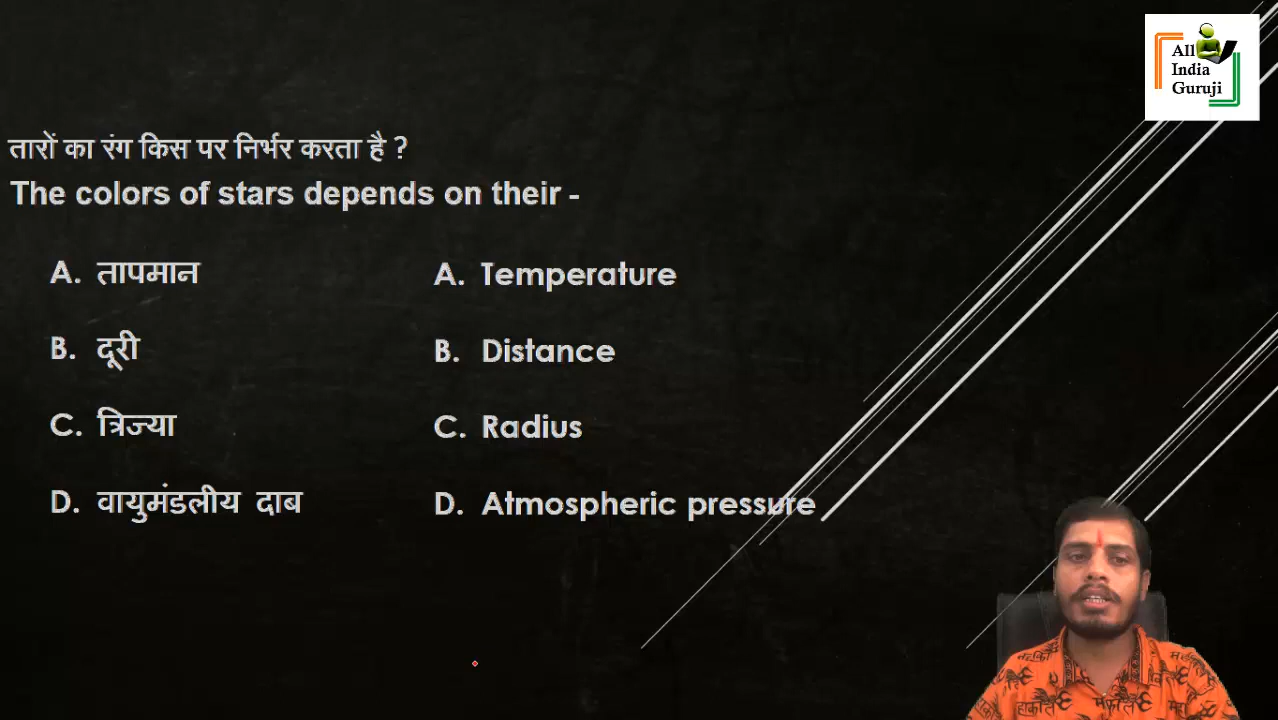 All
India
Guruji
तारों का रंग किस पर निर्भर करता है ?
The colors of stars depends on their -
A. तापमान
A. Temperature
B. दूरी
B. Distance
C. त्रिज्या
C. Radius
D. वायुमंडलीय दाब
D. Atmospheric pressure